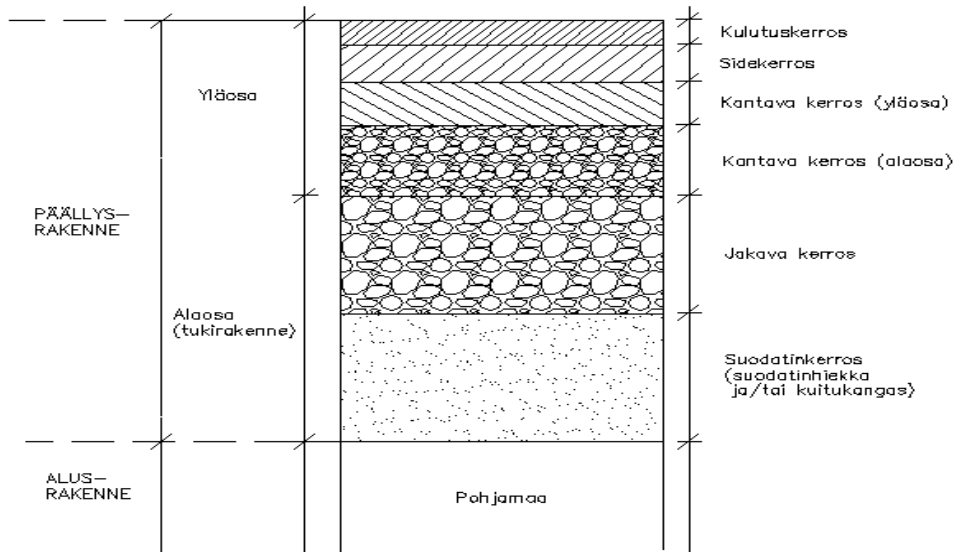 Kulutuskerros
Sidekerros
Yläosa
Kantava kerros (yläosa)
Kantava kerros (alaosa)
PÄÄLLYS-
RAKENNE
Jakava kerros
Alaosa
(tukirakenne)
Suodatinkerros
(suodatinhiekka
ja/tai kuitukangas)
ALUS-
RAKENNE
Pohjamaa